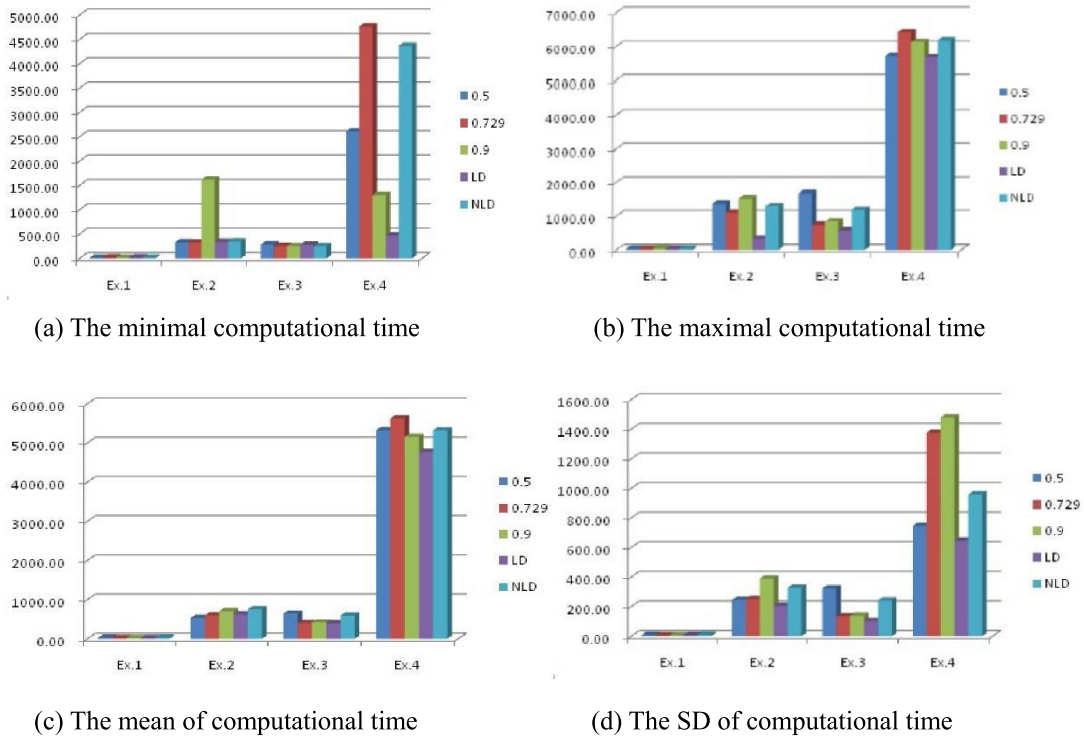 5000.00
4500.00
4000.00
3500.00
3000.00
2500.00
2000.00
1500.00
1000.00
500.00
0.00
Ex.1 Ex.2 Ex.3 Ex.4
0.5
0.729
0.9
LD
NLD
(a) The minimal computational time
7000.00
6000.00
5000.00
4000.00
3000.00
2000.00
1000.00
0.00
Ex.1 Ex.2 Ex.3 Ex.4
0.5
0.729
0.9
LD
NLD
(b) The maximal computational time
6000.00
5000.00
4000.00
3000.00
2000.00
1000.00
0.00
Ex.1 Ex.2 Ex.3 Ex.4
0.5
0.729
0.9
LD
NLD
(c) The mean of computational time
1600.00
1400.00
1200.00
1000.00
800.00
600.00
400.00
200.00
0.00
Ex.1 Ex.2 Ex.3 Ex.4
0.5
0.729
0.9
LD
NLD
(d) The SD of computational time